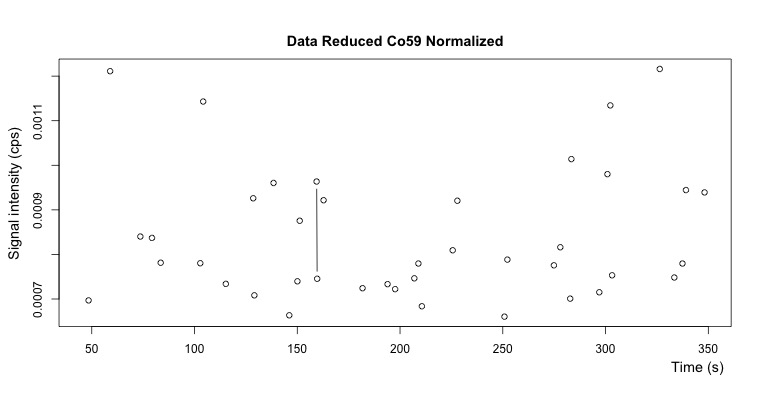 Data Reduced Co59 Normalized
Signal intensity (cps)
0.0011
0.0009
0.0007
50 100 150 200 250 300 350
Time (s)